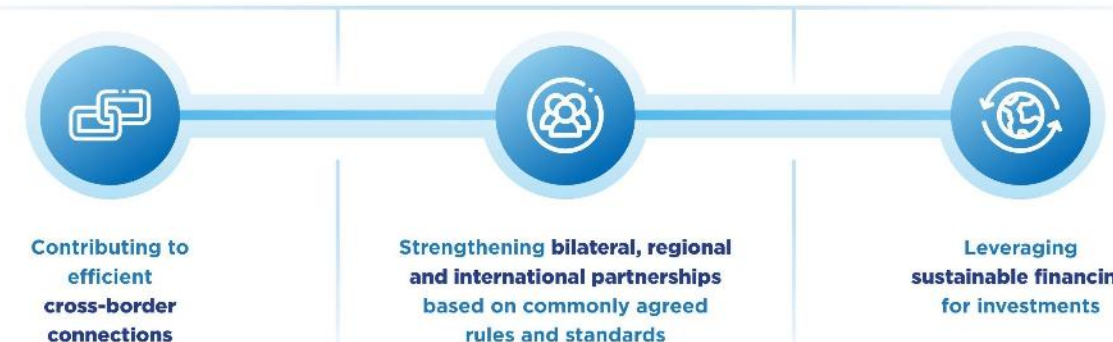 Contributing to
efficient
cross-border
connections
Strengthening bilateral, regional
and international partnerships
based on commonly agreed
rules and standards
Leveraging
sustainable financin
for investments